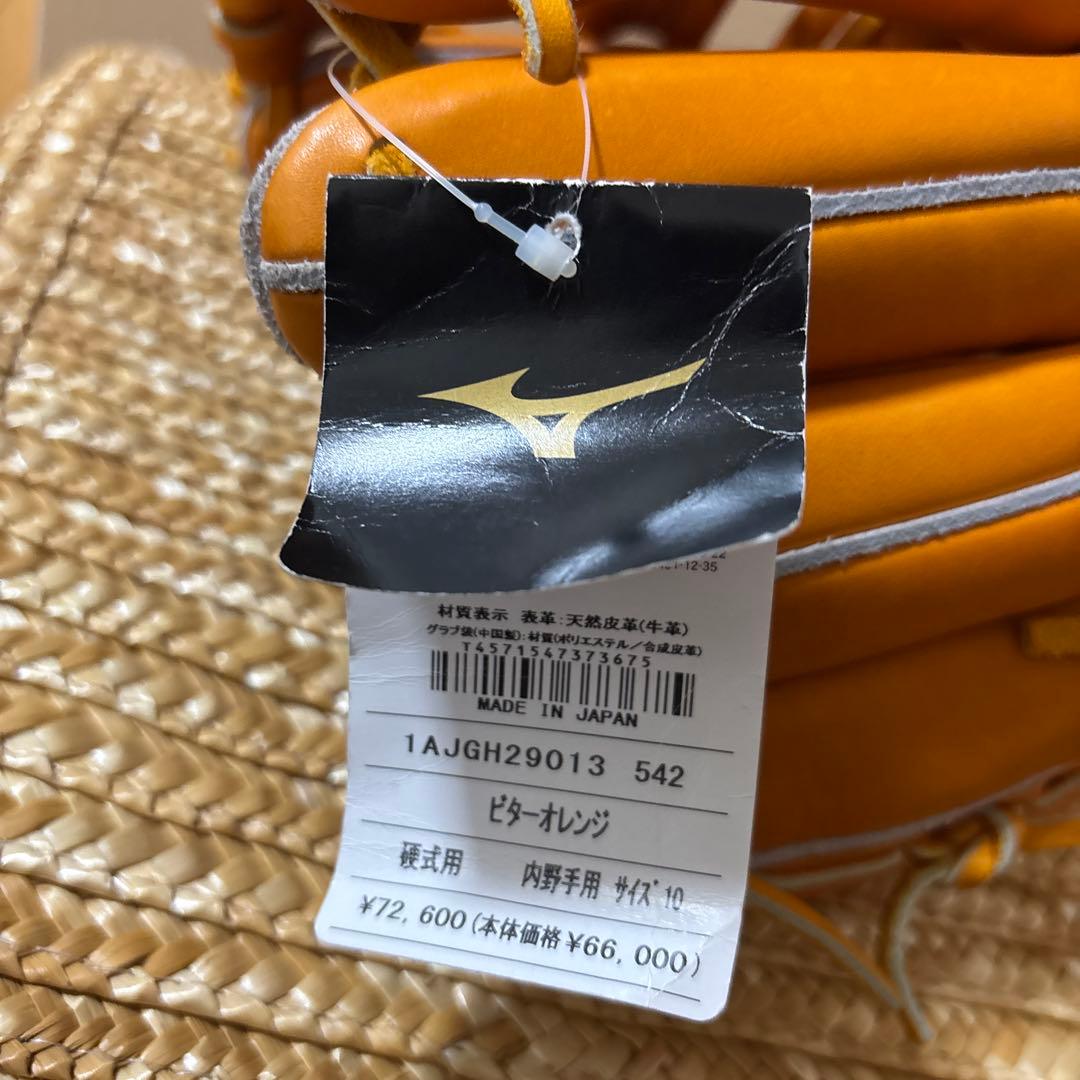 1-12-35
材質表示 表革:天然皮革(牛革)
グラブ袋(中国製):材質(ポリエステル/合成皮革)
T4571547373675
MADE IN JAPAN
1AJGH29013 542
ビターオレンジ
硬式用 内野手用 サイズ 10
¥72,600(本体価格¥66,000)